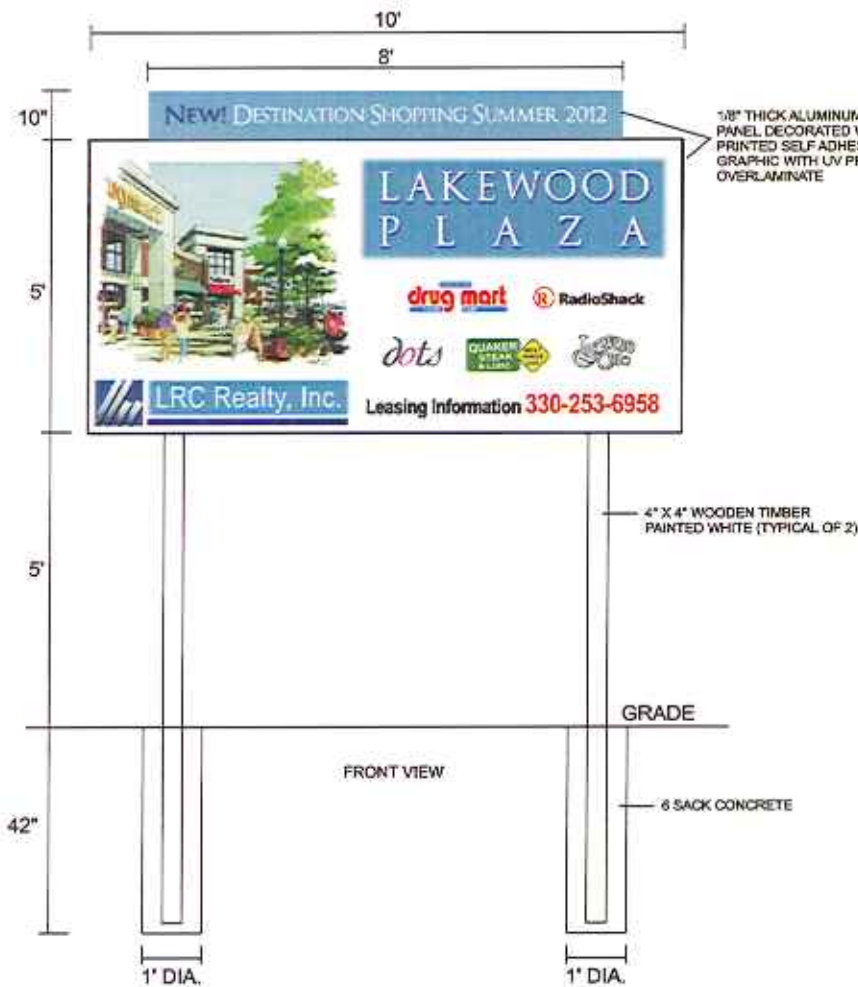 10'
8'
10"
NEW! DESTINATION SHOPPING SUMMER 2012
1/8" THICK ALUMINUM
PANEL DECORATED
PRINTED SELF
GRAPHIC WITH UV
OVERLAMINATE
LAKEWOOD
PLAZA
5'
drug mart
RadioShack
dots
QUAKER
STEAK
& LUBE
LRC Realty, Inc.
Leasing Information 330-253-6958
4" X 4" WOODEN TIMBER
PAINTED WHITE (TYPICAL OF 2)
5'
GRADE
FRONT VIEW
42"
6 SACK CONCRETE
1' DIA.
1' DIA.